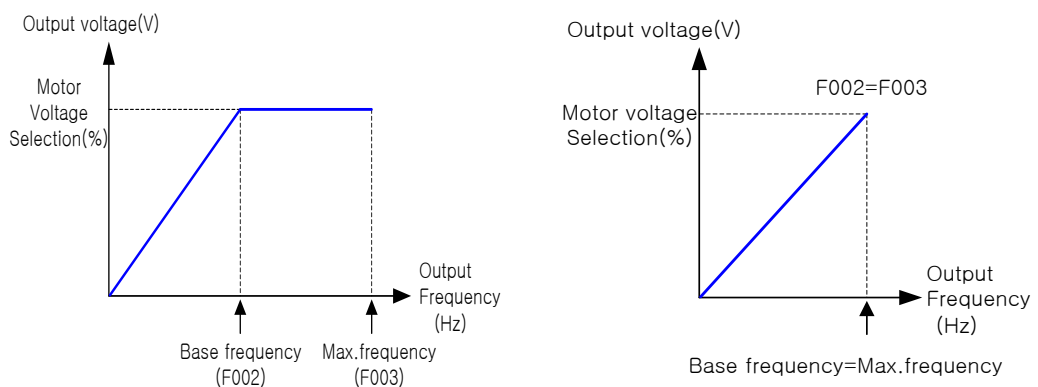 Output voltage(V)
Motor
Voltage
Selection(%)
Output
Frequency
(Hz)
Base frequency
(F002)
Max.frequency
(F003)
Output voltage(V)
F002=F003
Motor voltage
Selection(%)
Output
Frequency
(Hz)
Base frequency=Max.frequency